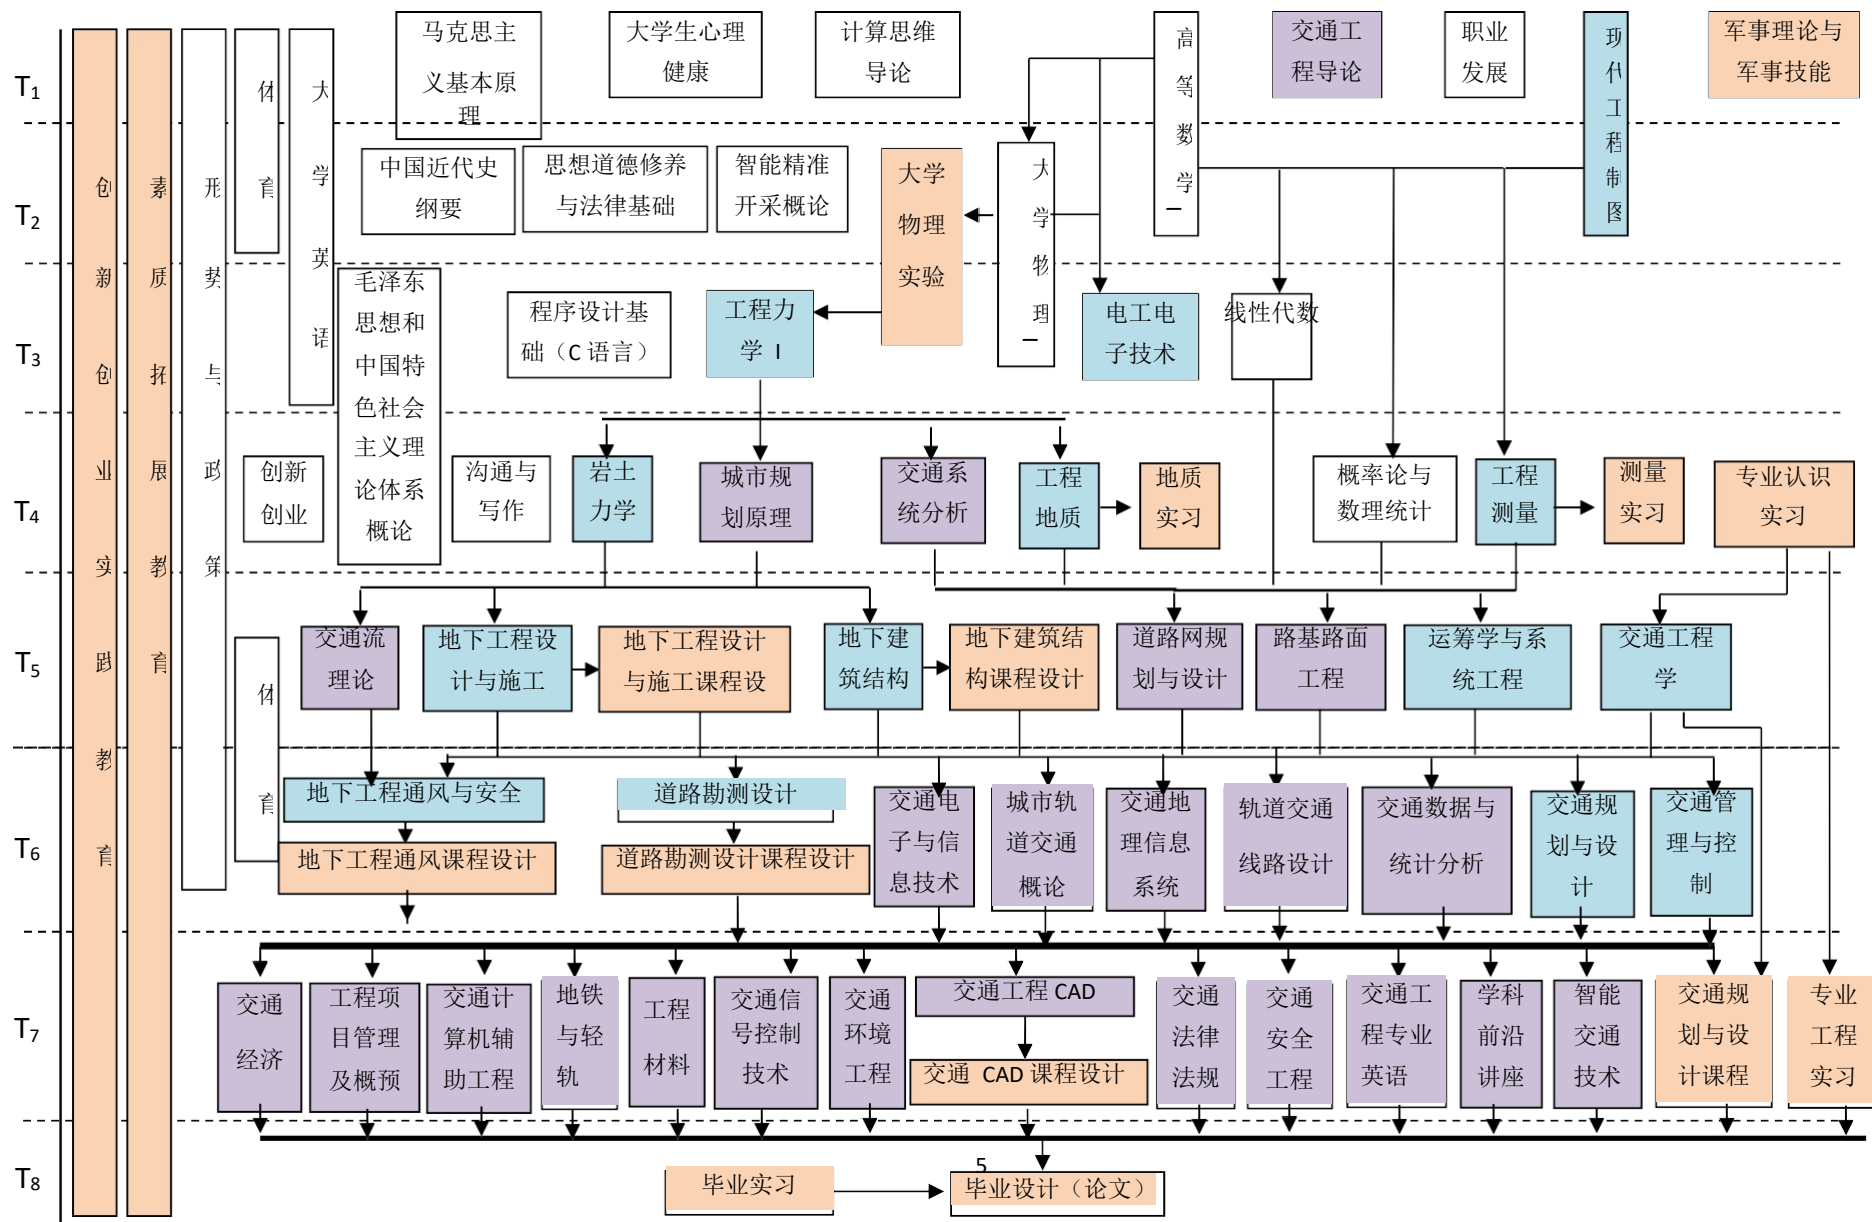 T1
T2
T3
T4
T5
T6
T7
T8
创
新
创
业
实
践
教
育
素
质
拓
展
教
育
形
势
与
政
策
体
育
大
学
英
语
马克思主
义基本原
理
大学生心理
健康
计算思维
导论
高
等
数
学
I
交通工
程导论
职业
发展
现
代
工
程
制
图
军事理论与
军事技能
中国近代史
纲要
思想道德修养
与法律基础
智能精准
开采概论
大学
物理
实验
大
学
物
理
I
毛泽东
思想和
中国特
色社会
主义理
论体系
概论
程序设计基
础（C 语言）
工程力
学 I
电工电
子技术
线性代数
创新
创业
沟通与
写作
岩土
力学
城市规
划原理
交通系
统分析
工程
地质
地质
实习
概率论与
数理统计
工程
测量
测量
实习
专业认识
实习
体
育
交通流
理论
地下工程设
计与施工
地下工程设计
与施工课程设
地下建
筑结构
地下建筑结
构课程设计
道路网规
划与设计
路基路面
工程
运筹学与系
统工程
交通工程
学
地下工程通风与安全
地下工程通风课程设计
道路勘测设计
道路勘测设计课程设计
交通电
子与信
息技术
城市轨
道交通
概论
交通地
理信息
系统
轨道交通
线路设计
交通数据与
统计分析
交通规
划与设
计
交通管
理与控
制
交通
经济
工程项
目管理
及概预
交通计
算机辅
助工程
地铁
与轻
轨
工程
材料
交通信
号控制
技术
交通
环境
工程
交通工程 CAD
交通 CAD 课程设计
交通
法律
法规
交通
安全
工程
交通工
程专业
英语
学科
前沿
讲座
智能
交通
技术
交通规
划与设
计课程
专业
工程
实习
5
毕业实习
毕业设计（论文）